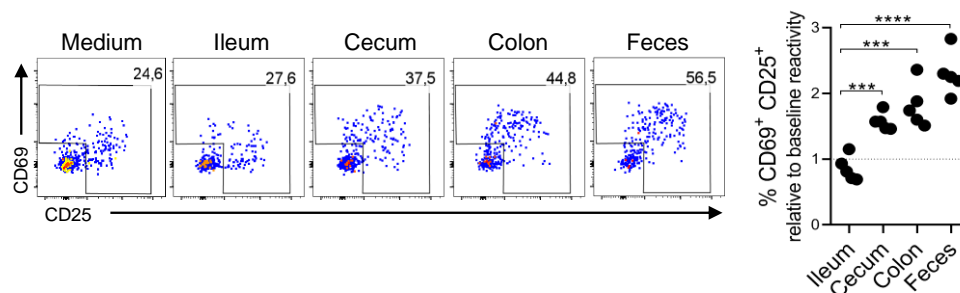 Medium Ileum Cecum Colon Feces
24,6 27,6 37,5 44,8 56,5
CD69
CD25
% CD69+ CD25+
relative to baseline reactivity
3
2
1
0
****
***
***
Ileum
Cecum
Colon
Feces